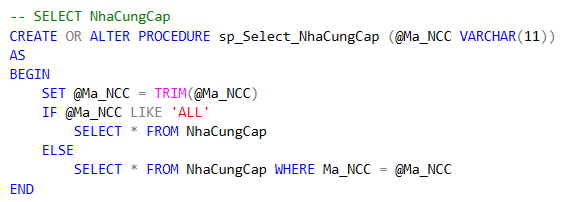 -- SELECT NhaCungCap
CREATE OR ALTER PROCEDURE sp_Select_NhaCungCap (@Ma_NCC VARCHAR(11))
AS
BEGIN
    SET @Ma_NCC = TRIM(@Ma_NCC)
    IF @Ma_NCC LIKE 'ALL'
        SELECT * FROM NhaCungCap
    ELSE
        SELECT * FROM NhaCungCap WHERE Ma_NCC = @Ma_NCC
END